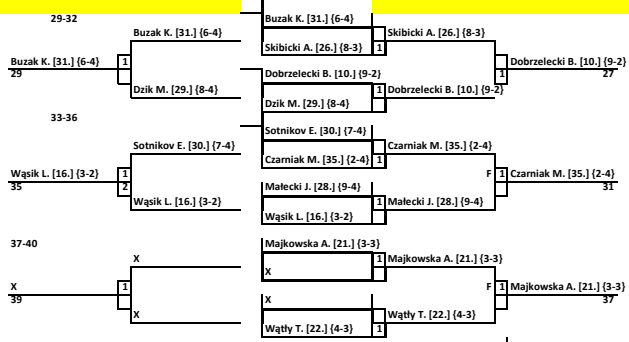 29-32
Buzak K. [31.] {6-4}
Buzak K. [31.] {6-4}
Skibicki A. [26.] {8-3}
Skibicki A. [26.] {8-3}
1
Buzak K. [31.] {6-4}
1
Dobrzelecki B. [10.] {9-2}
29
Dobrzelecki B. [10.] {9-2}
1
27
Dzik M. [29.] {8-4}
1
Dobrzelecki B. [10.] {9-2}
Dzik M. [29.] {8-4}
33-36
Sotnikov E. [30.] {7-4}
Sotnikov E. [30.] {7-4}
Czarniak M. [35.] {2-4}
Czarniak M. [35.] {2-4}
1
Wąsik L. [16.] {3-2}
1
F
1
Czarniak M. [35.] {2-4}
35
2
Małecki J. [28.] {9-4}
31
Wąsik L. [16.] {3-2}
1
Małecki J. [28.] {9-4}
Wąsik L. [16.] {3-2}
37-40
Majkowska A. [21.] {3-3}
X
1
Majkowska A. [21.] {3-3}
X
X
1
F
1
Majkowska A. [21.] {3-3}
39
X
37
X
Wątły T. [22.] {4-3}
Wątły T. [22.] {4-3}
1